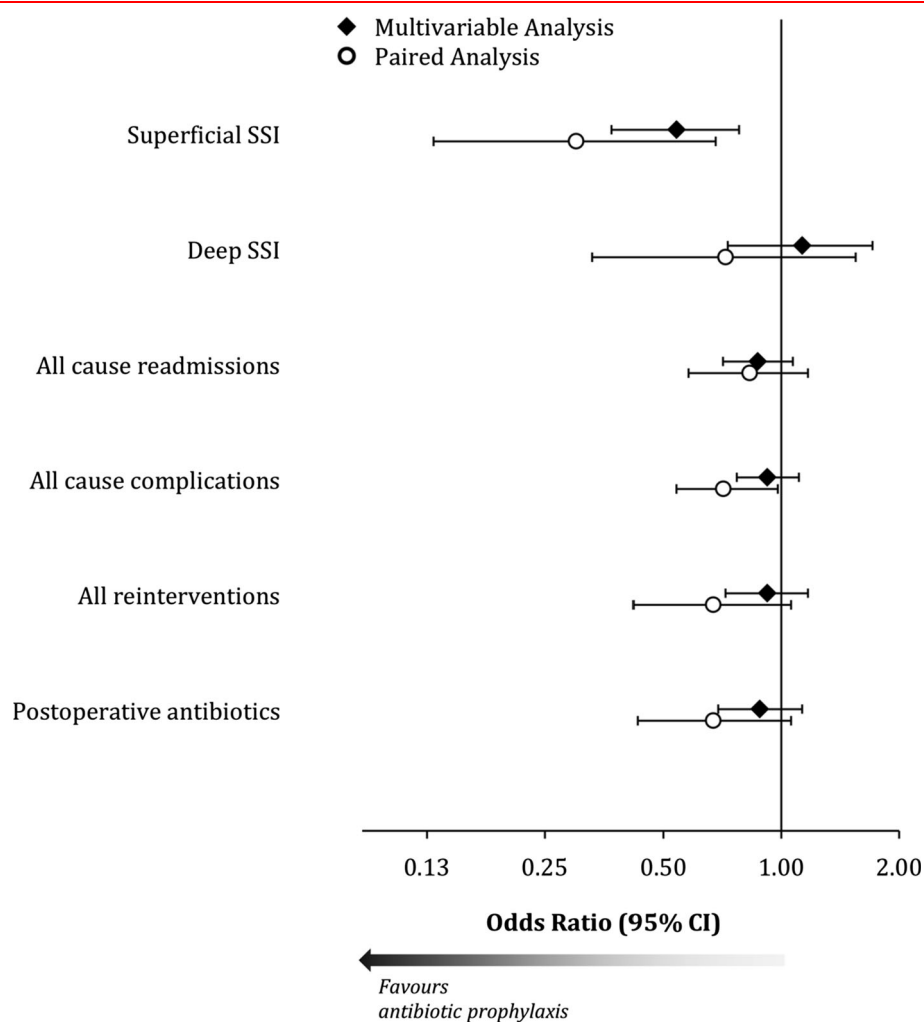 Multivariable Analysis
Paired Analysis
Superficial SSI
Deep SSI
All cause readmissions
All cause complications
All reinterventions
Postoperative antibiotics
0.13 0.25 0.50 1.00 2.00
Odds Ratio (95% CI)
Favours
antibiotic prophylaxis